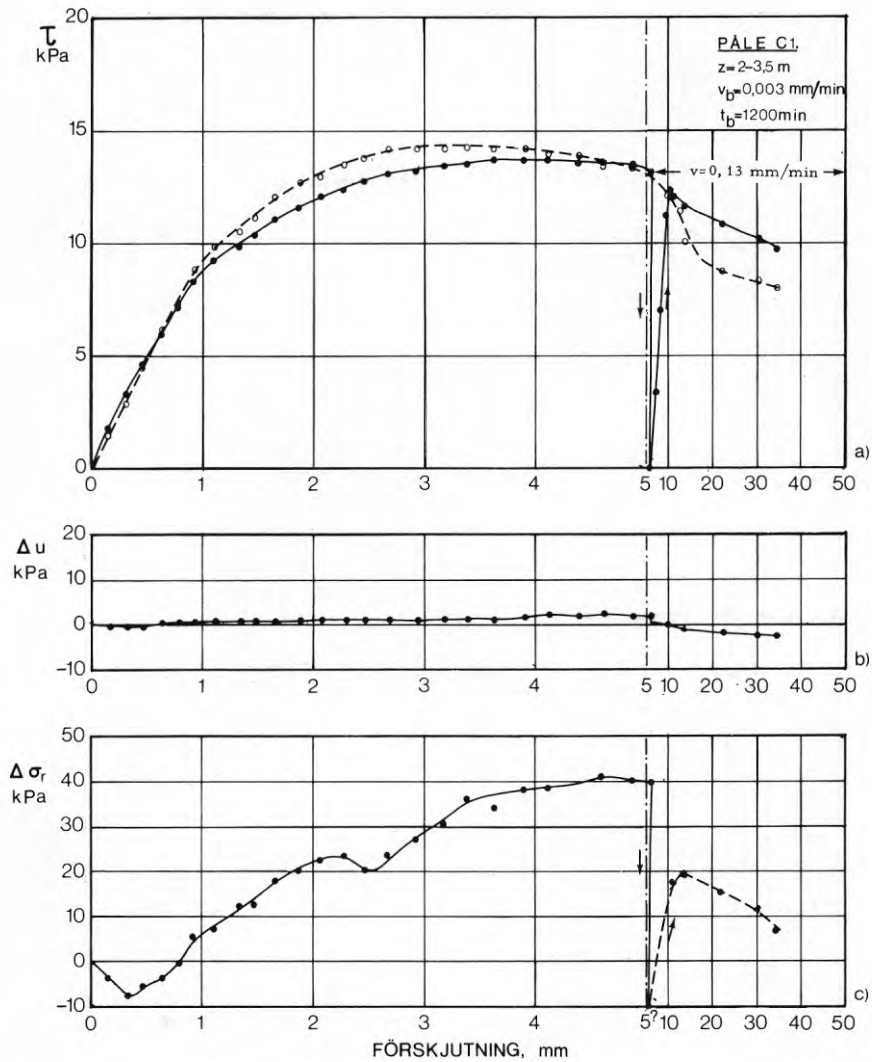 τ
kPa
20
15
10
5
0
PÅLE C1.
z=2–3,5 m
v_b=0,003 mm/min
t_b=1200min
v=0,13 mm/min
a)
0 1 2 3 4 5 10 20 30 40 50
Δu
kPa
20
10
0
–10
b)
0 1 2 3 4 5 10 20 30 40 50
Δσ_r
kPa
50
40
30
20
10
0
–10
c)
0 1 2 3 4 5 ? 10 20 30 40 50
FÖRSKJUTNING, mm